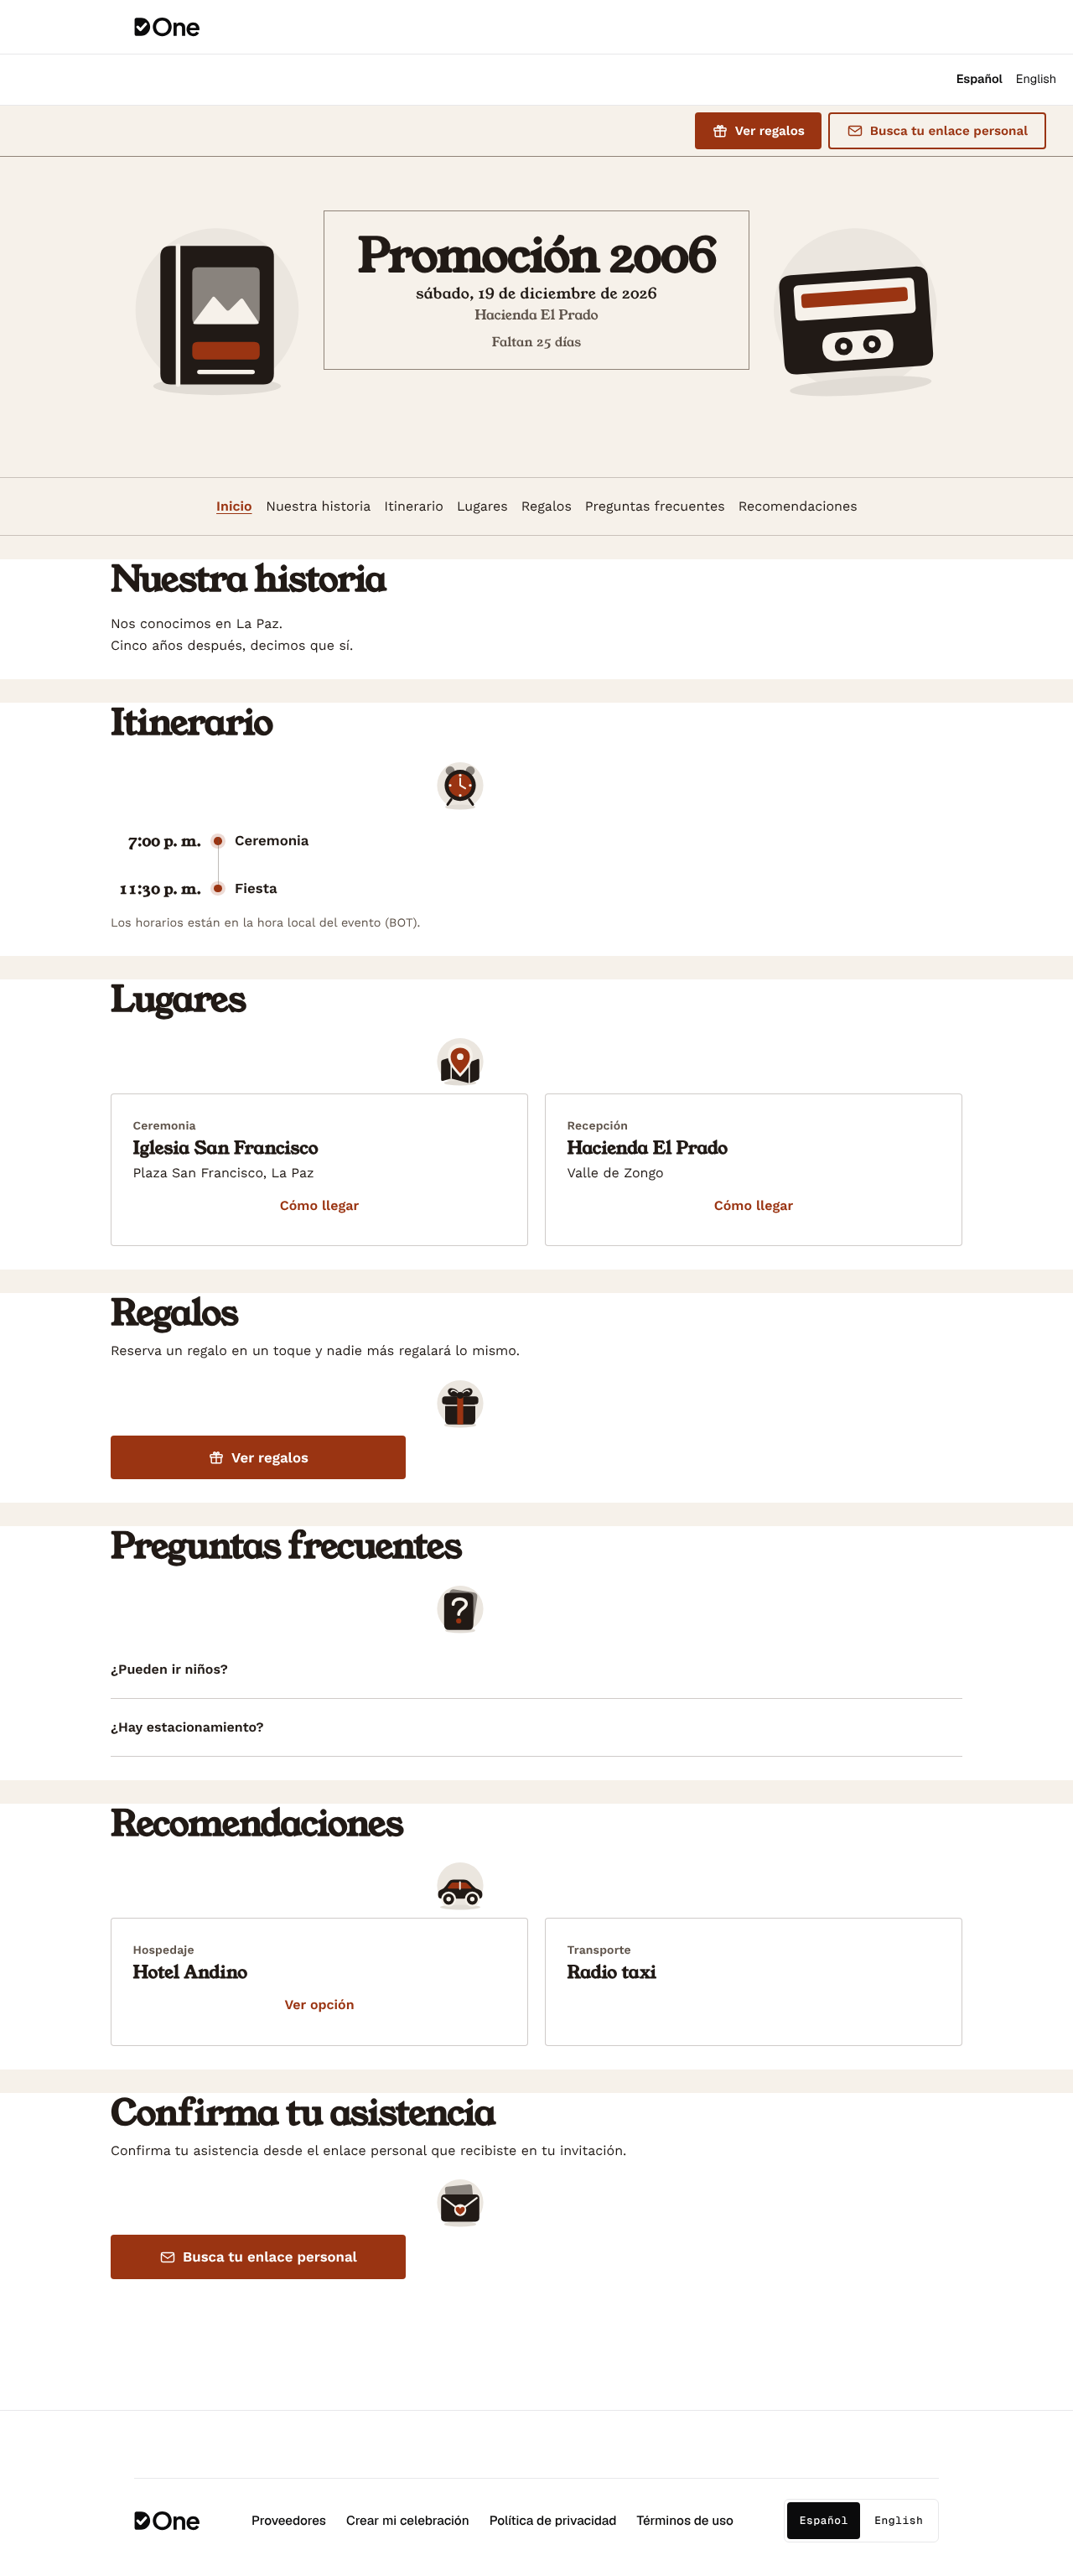 One
Español English
Ver regalos Busca tu enlace personal
Promoción 2006
sábado, 19 de diciembre de 2026
Hacienda El Prado
Faltan 25 días
Inicio Nuestra historia Itinerario Lugares Regalos Preguntas frecuentes Recomendaciones
Nuestra historia
Nos conocimos en La Paz.
Cinco años después, decimos que sí.
Itinerario
7:00 p. m. Ceremonia
11:30 p. m. Fiesta
Los horarios están en la hora local del evento (BOT).
Lugares
Ceremonia
Iglesia San Francisco
Plaza San Francisco, La Paz
Cómo llegar
Recepción
Hacienda El Prado
Valle de Zongo
Cómo llegar
Regalos
Reserva un regalo en un toque y nadie más regalará lo mismo.
Ver regalos
Preguntas frecuentes
¿Pueden ir niños?
¿Hay estacionamiento?
Recomendaciones
Hospedaje
Hotel Andino
Ver opción
Transporte
Radio taxi
Confirma tu asistencia
Confirma tu asistencia desde el enlace personal que recibiste en tu invitación.
Busca tu enlace personal
One Proveedores Crear mi celebración Política de privacidad Términos de uso Español English